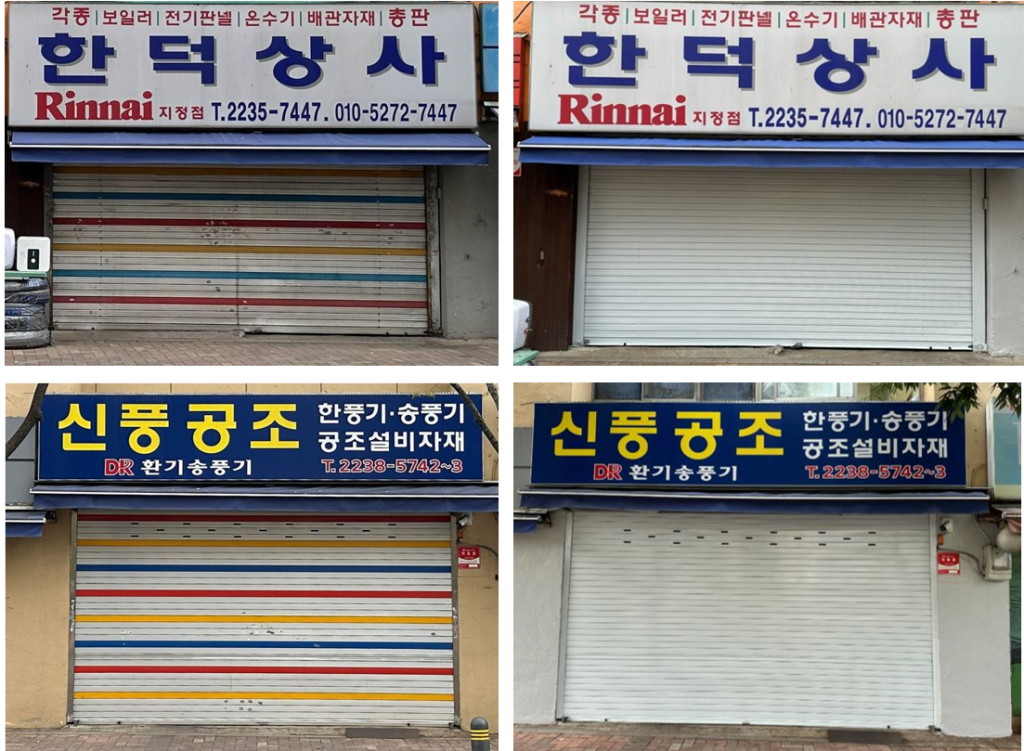 각종|보일러|전기판넬|온수기|배관자재|총판
한덕상사
Rinnai 지정점 T.2235-7447. 010-5272-7447
각종|보일러|전기판넬|온수기|배관자재|총판
한덕상사
Rinnai 지정점 T.2235-7447. 010-5272-7447
신풍공조
한풍기·송풍기
공조설비자재
DR 환기송풍기
T. 2238-5742~3
신풍공조
한풍기·송풍기
공조설비자재
DR 환기송풍기
T. 2238-5742~3